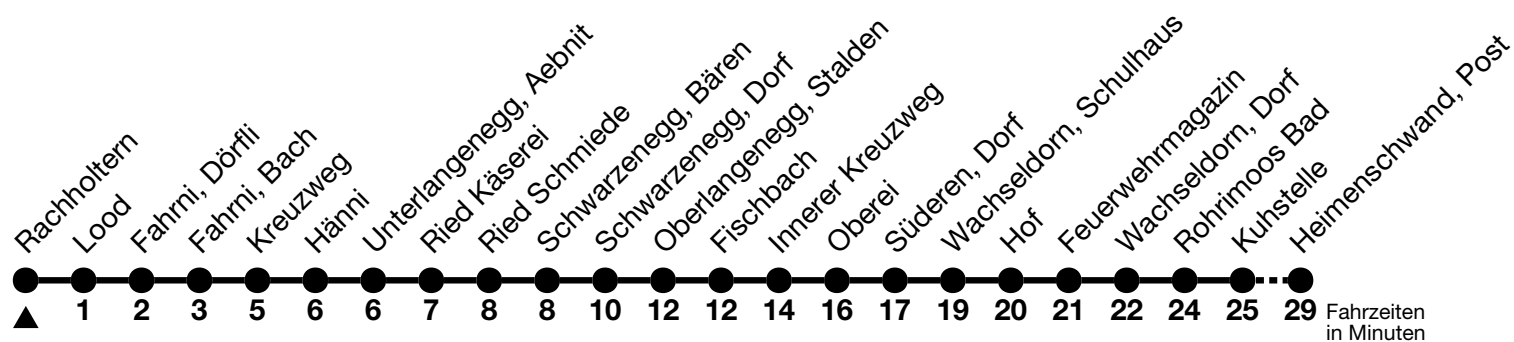 Rachholtern
Lood
Fahrni, Dörfli
Fahrni, Bach
Kreuzweg
Hänni
Unterlangenegg, Aebnit
Ried Käserei
Ried Schmiede
Schwarzenegg, Bären
Schwarzenegg, Dorf
Oberlangenegg, Stalden
Fischbach
Innerer Kreuzweg
Oberei
Süderen, Dorf
Wachseldorn, Schulhaus
Hof
Feuerwehrmagazin
Wachseldorn, Dorf
Rohrimoos Bad
Kuhstelle
Heimenschwand, Post
1 2 3 5 6 6 7 8 8 10 12 12 14 16 17 19 20 21 22 24 25 29
Fahrzeiten
in Minuten